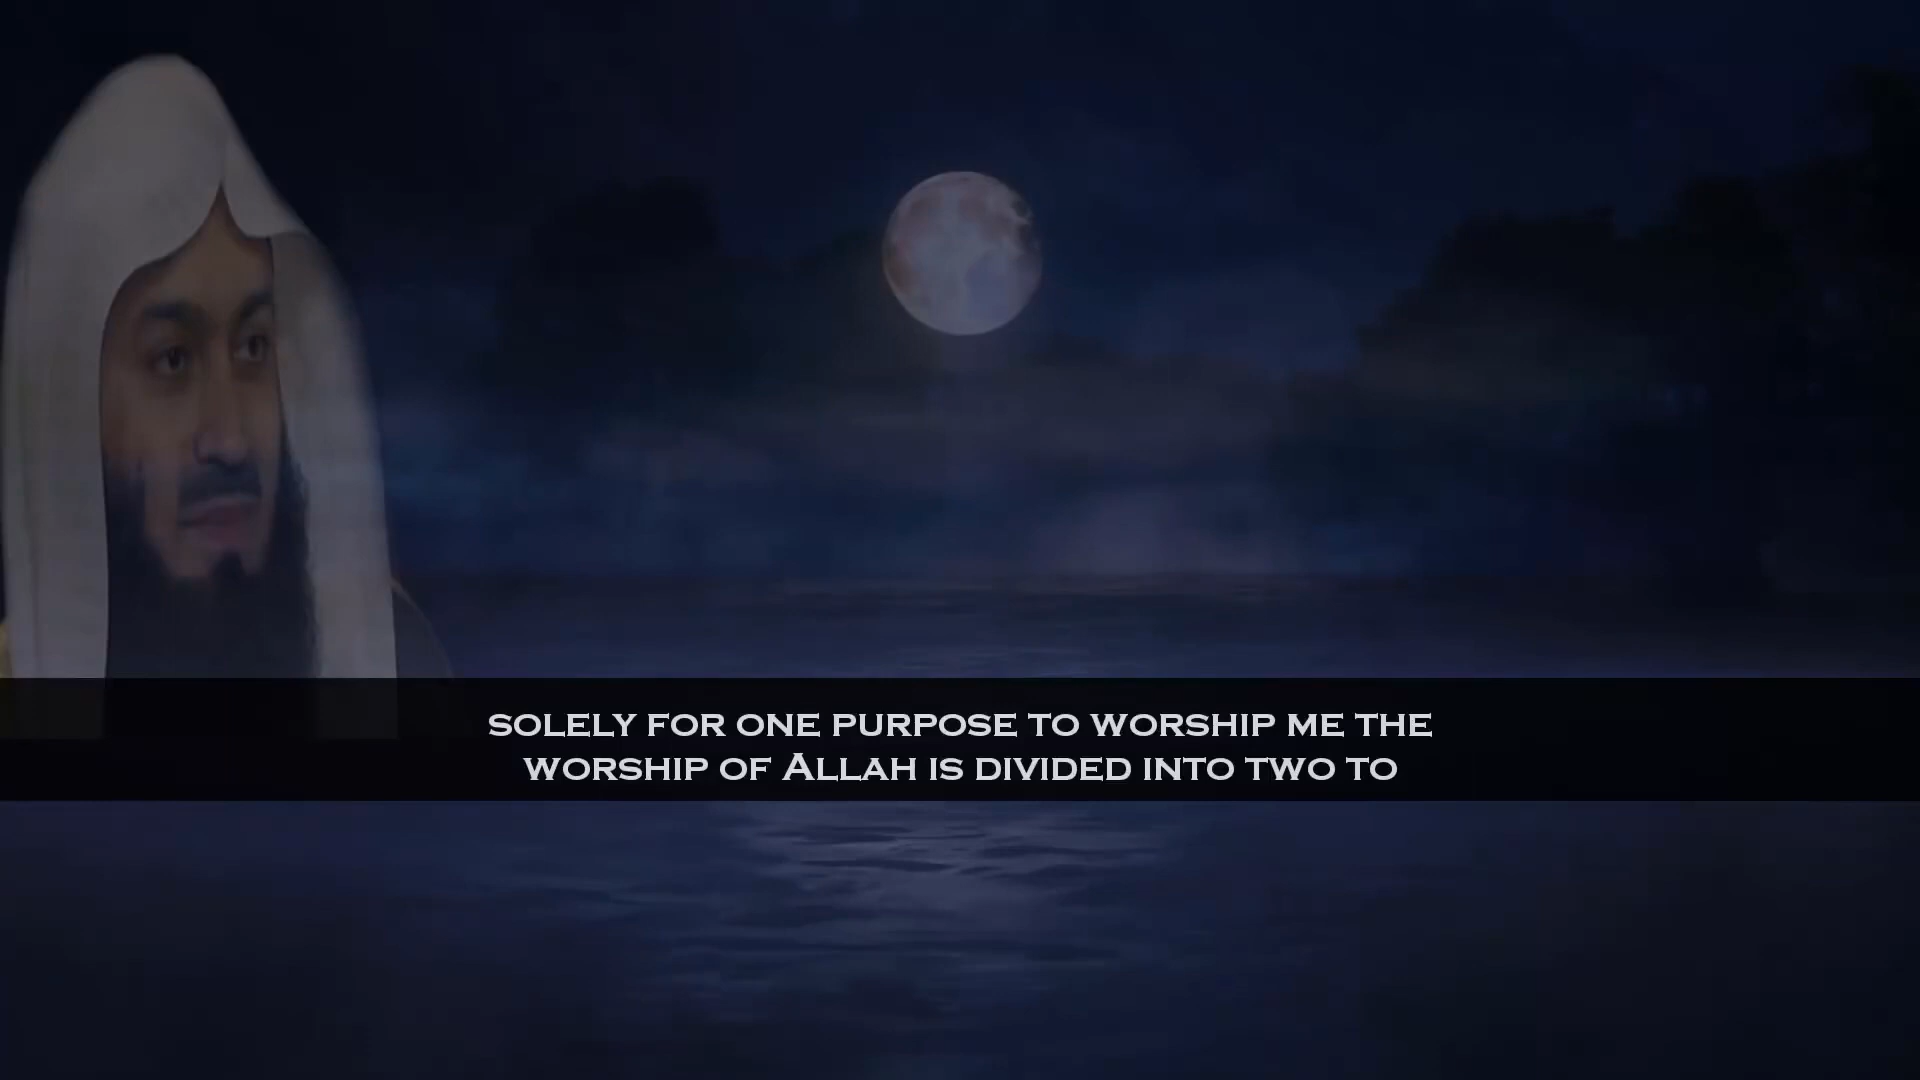 SOLELY FOR ONE PURPOSE TO WORSHIP ME THE
WORSHIP OF ALLAH IS DIVIDED INTO TWO TO